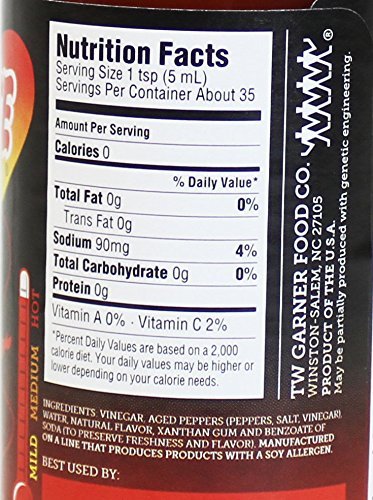 Nutrition Facts
Serving Size 1 tsp (5 mL)
Servings Per Container About 35
Amount Per Serving
Calories 0
% Daily Value*
Total Fat 0g 0%
Trans Fat 0g
Sodium 90mg 4%
Total Carbohydrate 0g 0%
Protein 0g
Vitamin A 0% · Vitamin C 2%
*Percent Daily Values are based on a 2,000
calorie diet. Your daily values may be higher or
lower depending on your calorie needs.
INGREDIENTS: VINEGAR, AGED PEPPERS (PEPPERS, SALT, VINEGAR),
WATER, NATURAL FLAVOR, XANTHAN GUM AND BENZOATE OF
SODA (TO PRESERVE FRESHNESS AND FLAVOR). MANUFACTURED
ON A LINE THAT PRODUCES PRODUCTS WITH A SOY ALLERGEN.
BEST USED BY:
®
TW GARNER FOOD CO.
WINSTON-SALEM, NC 27105
PRODUCT OF THE U.S.A.
May be partially produced with genetic engineering.
MILD MEDIUM HOT